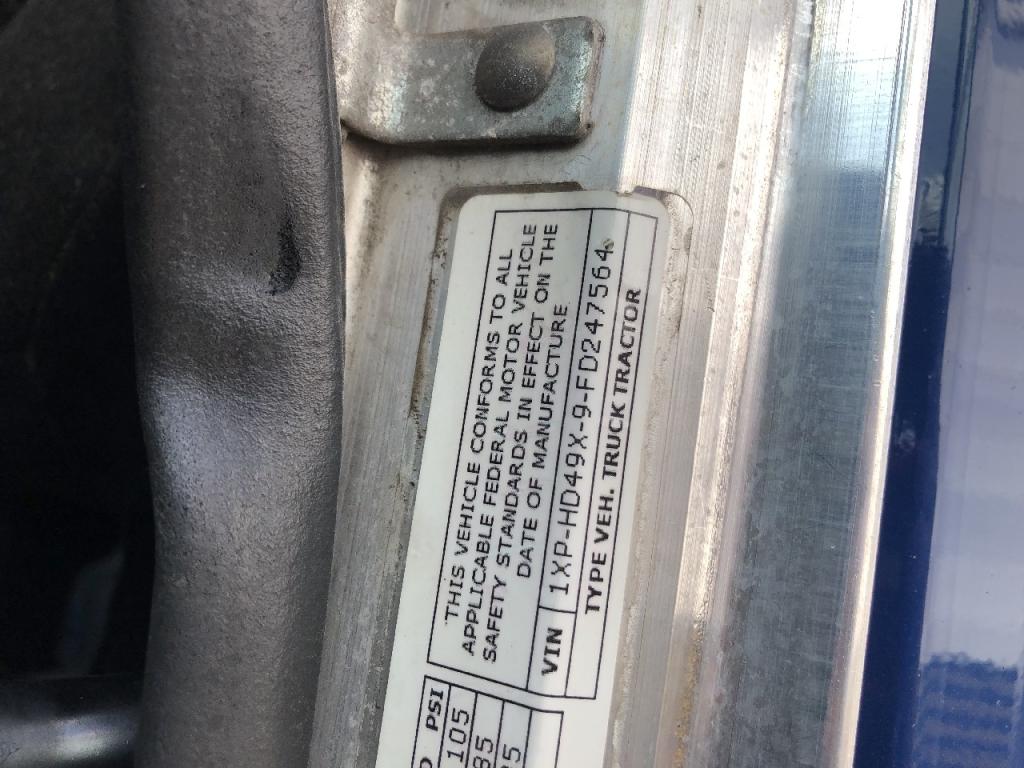 THIS VEHICLE CONFORMS TO ALL
APPLICABLE FEDERAL MOTOR VEHICLE
SAFETY STANDARDS IN EFFECT ON THE
DATE OF MANUFACTURE
VIN 1XP-HD49X-9-FD247564
TYPE VEH. TRUCK TRACTOR
PSI
105